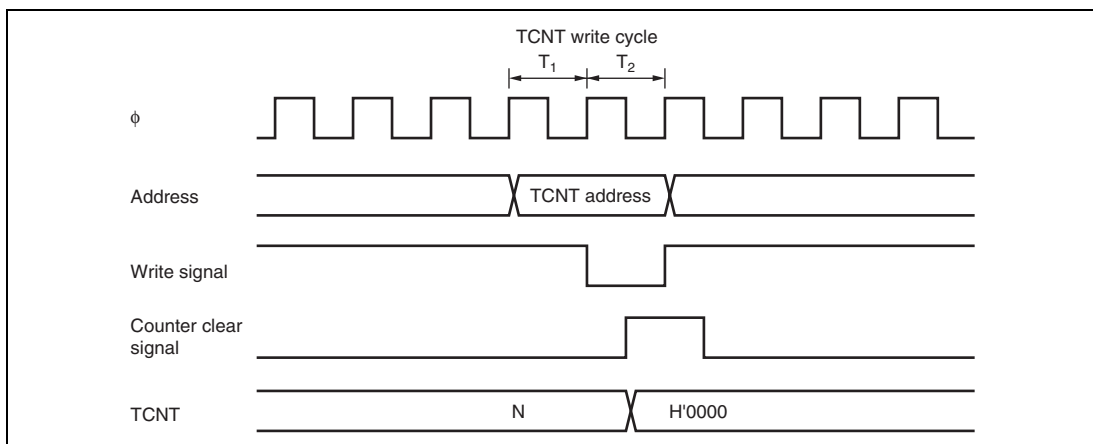 TCNT write cycle
T₁ T₂
ϕ
Address
TCNT address
Write signal
Counter clear
signal
TCNT
N
H'0000